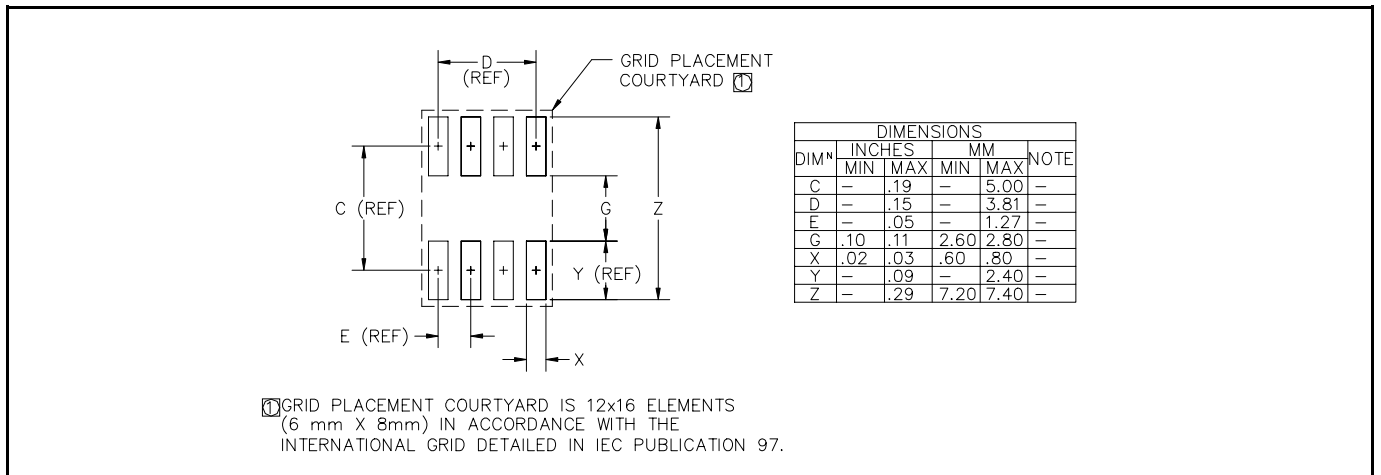 D
(REF)
GRID PLACEMENT
COURTYARD 1
C (REF)
G
Z
Y (REF)
E (REF)
X
DIMENSIONS
DIM^N INCHES MM NOTE
MIN MAX MIN MAX
C – .19 – 5.00 –
D – .15 – 3.81 –
E – .05 – 1.27 –
G .10 .11 2.60 2.80 –
X .02 .03 .60 .80 –
Y – .09 – 2.40 –
Z – .29 7.20 7.40 –
1 GRID PLACEMENT COURTYARD IS 12x16 ELEMENTS
(6 mm X 8mm) IN ACCORDANCE WITH THE
INTERNATIONAL GRID DETAILED IN IEC PUBLICATION 97.